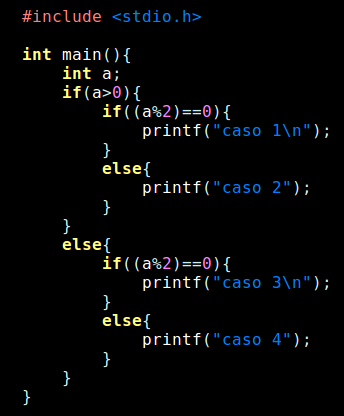 #include <stdio.h>

int main(){
    int a;
    if(a>0){
        if((a%2)==0){
            printf("caso 1\n");
        }
        else{
            printf("caso 2");
        }
    }
    else{
        if((a%2)==0){
            printf("caso 3\n");
        }
        else{
            printf("caso 4");
        }
    }
}